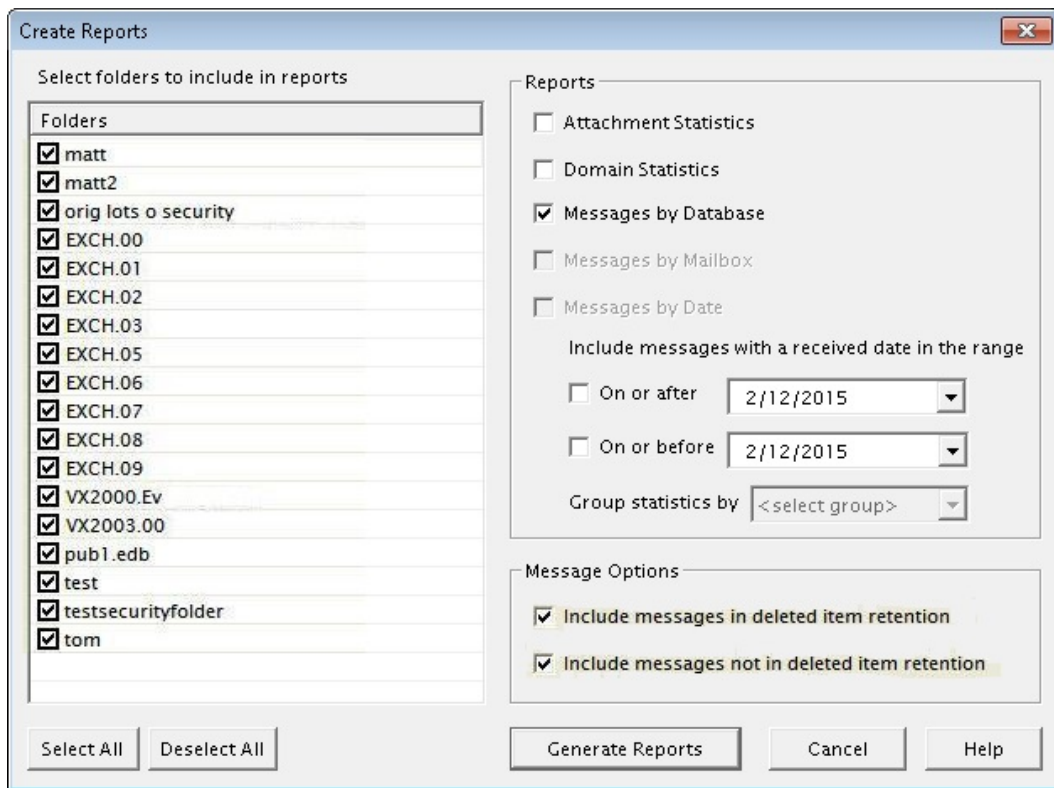 Create Reports
Select folders to include in reports
Folders
matt
matt2
orig lots o security
EXCH.00
EXCH.01
EXCH.02
EXCH.03
EXCH.05
EXCH.06
EXCH.07
EXCH.08
EXCH.09
VX2000.Ev
VX2003.00
pub1.edb
test
testsecurityfolder
tom
Select All
Deselect All
Reports
Attachment Statistics
Domain Statistics
Messages by Database
Messages by Mailbox
Messages by Date
Include messages with a received date in the range
On or after 2/12/2015
On or before 2/12/2015
Group statistics by <select group>
Message Options
Include messages in deleted item retention
Include messages not in deleted item retention
Generate Reports
Cancel
Help